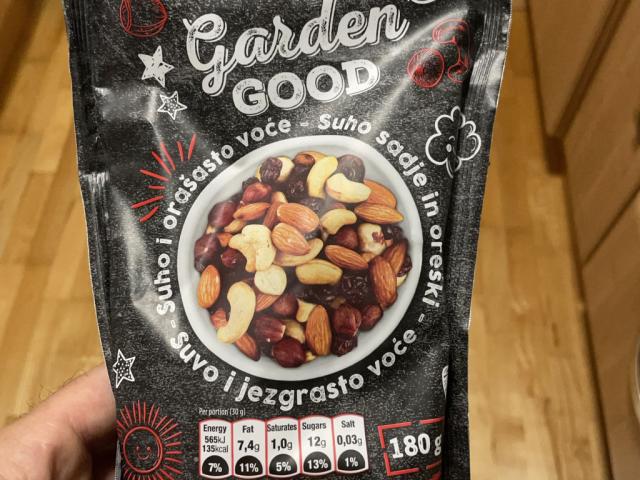 Garden
GOOD
Suho i orašasto voće - Suho sadje in oreški -
Suvo i jezgrasto voće -
Per portion (30 g)
Energy Fat Saturates Sugars Salt
565kJ
135kcal 7,4g 1,0g 12g 0,03g
7% 11% 5% 13% 1%
180g